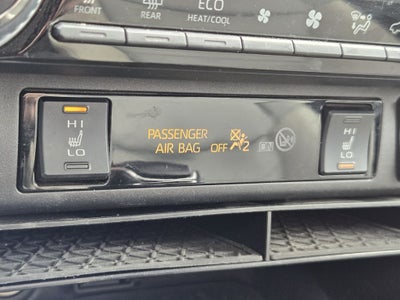 FRONT
REAR
ECO
HEAT/COOL
HI
LO
PASSENGER
AIR BAG OFF 2
ON
HI
LO